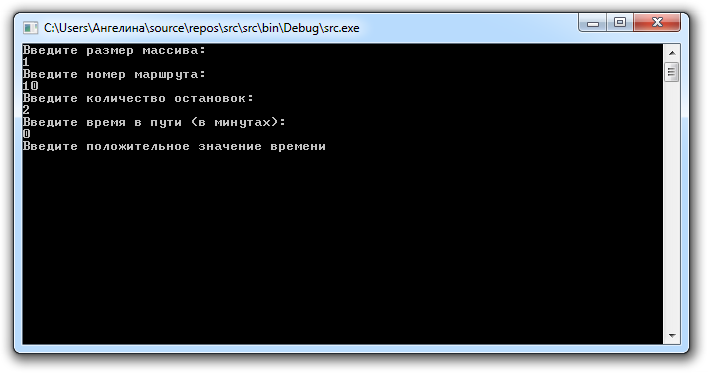 C:\Users\Ангелина\source\repos\src\src\bin\Debug\src.exe
Введите размер массива:
1
Введите номер маршрута:
10
Введите количество остановок:
2
Введите время в пути (в минутах):
0
Введите положительное значение времени